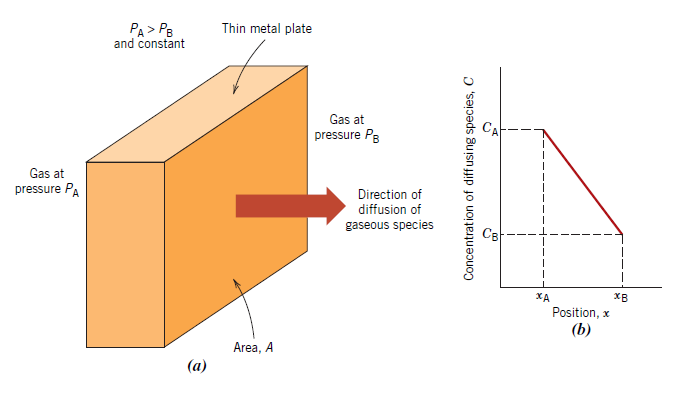 PA > PB
and constant
Thin metal plate
Gas at
pressure PB
Gas at
pressure PA
Direction of
diffusion of
gaseous species
Area, A
(a)
Concentration of diffusing species, C
CA
CB
xA
xB
Position, x
(b)